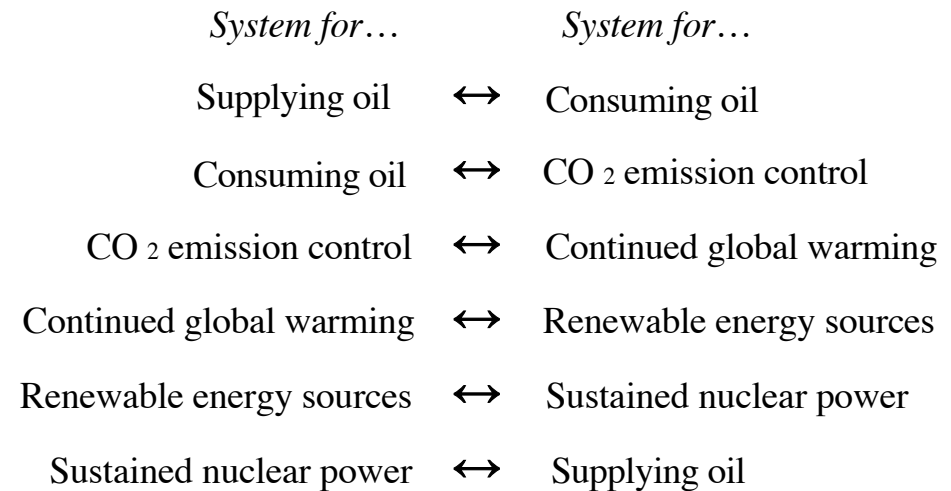 System for… System for…
Supplying oil ↔ Consuming oil
Consuming oil ↔ CO 2 emission control
CO 2 emission control ↔ Continued global warming
Continued global warming ↔ Renewable energy sources
Renewable energy sources ↔ Sustained nuclear power
Sustained nuclear power ↔ Supplying oil